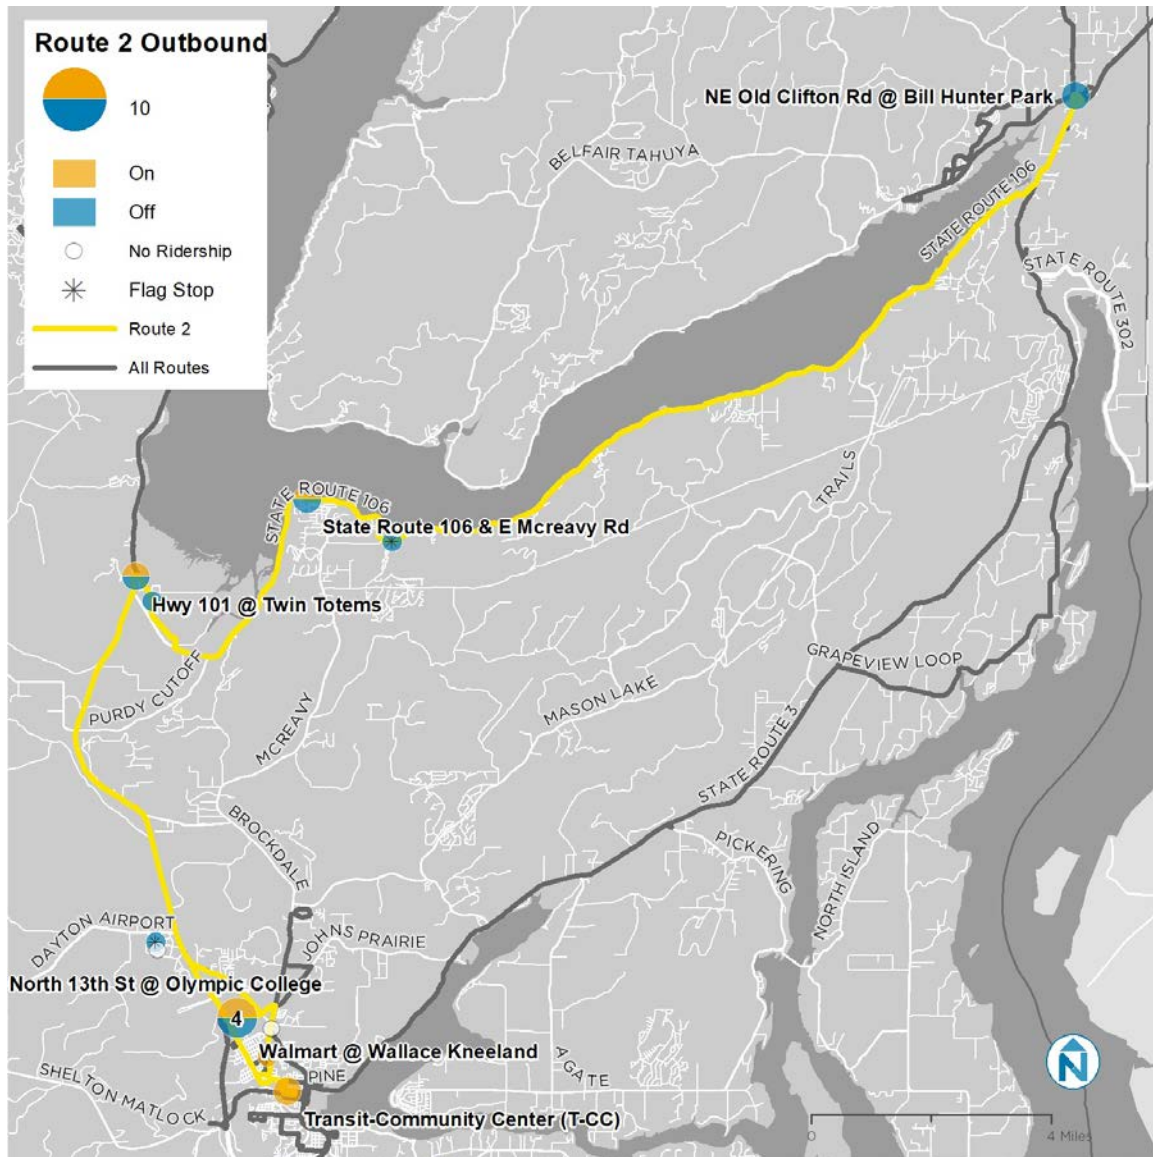 Route 2 Outbound
10
On
Off
No Ridership
Flag Stop
Route 2
All Routes
NE Old Clifton Rd @ Bill Hunter Park
BELFAIR TAHUYA
STATE ROUTE 106
STATE ROUTE 302
TRAILS
STATE ROUTE 106
State Route 106 & E Mcreavy Rd
Hwy 101 @ Twin Totems
PURDY CUTOFF
MCREAVY
MASON LAKE
GRAPEVIEW LOOP
STATE ROUTE 3
BROCKDALE
PICKERING
NORTH ISLAND
DAYTON AIRPORT
JOHNS PRAIRIE
North 13th St @ Olympic College
4
Walmart @ Wallace Kneeland
PINE
AGATE
SHELTON MATLOCK
Transit-Community Center (T-CC)
N
0
4 Miles